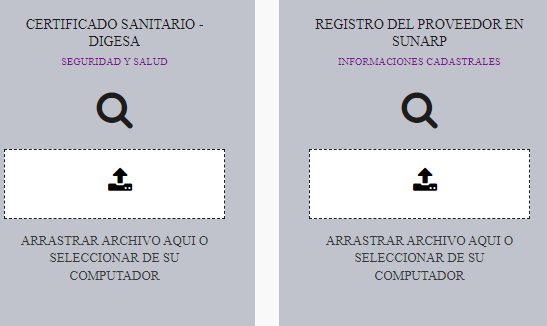 CERTIFICADO SANITARIO -
DIGESA
SEGURIDAD Y SALUD
ARRASTRAR ARCHIVO AQUI O
SELECCIONAR DE SU
COMPUTADOR
REGISTRO DEL PROVEEDOR EN
SUNARP
INFORMACIONES CADASTRALES
ARRASTRAR ARCHIVO AQUI O
SELECCIONAR DE SU
COMPUTADOR